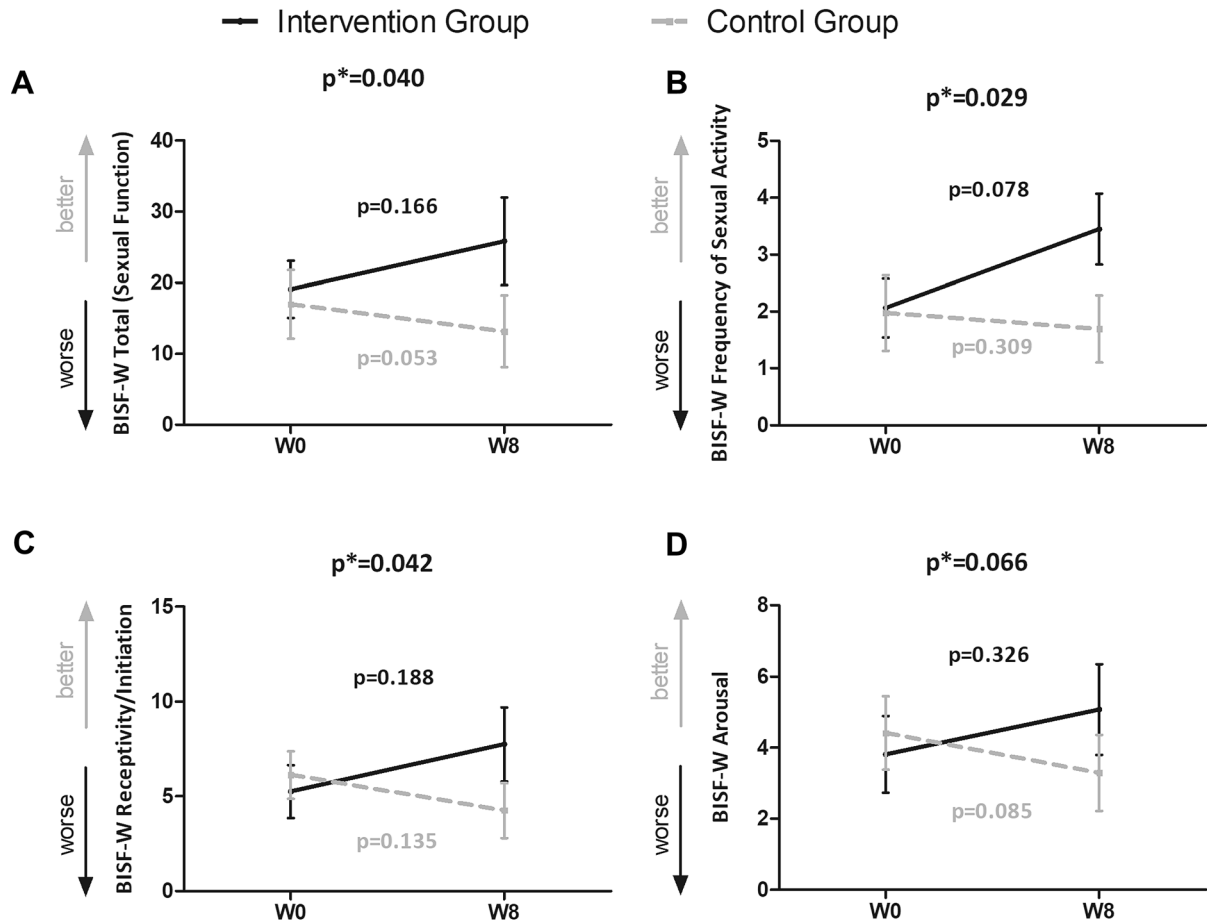 Intervention Group
Control Group
A
p*=0.040
better
worse
BISF-W Total (Sexual Function)
40
30
20
10
0
p=0.166
p=0.053
W0
W8
B
p*=0.029
better
worse
BISF-W Frequency of Sexual Activity
5
4
3
2
1
0
p=0.078
p=0.309
W0
W8
C
p*=0.042
better
worse
BISF-W Receptivity/Initiation
15
10
5
0
p=0.188
p=0.135
W0
W8
D
p*=0.066
better
worse
BISF-W Arousal
8
6
4
2
0
p=0.326
p=0.085
W0
W8